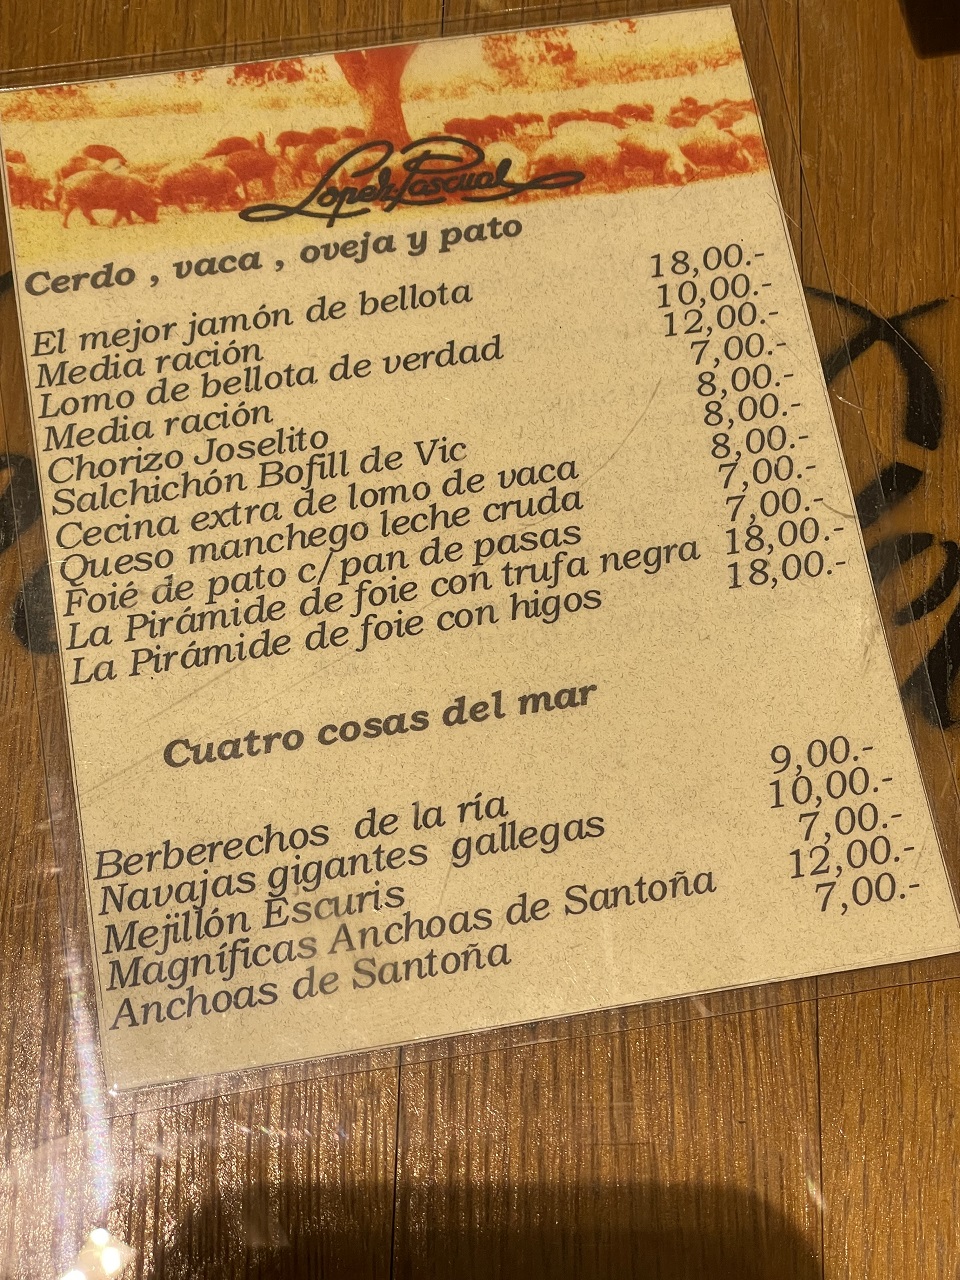 Lopez Pascual
Cerdo , vaca , oveja y pato
El mejor jamón de bellota 18,00.-
Media ración 10,00.-
Lomo de bellota de verdad 12,00.-
Media ración 7,00.-
Chorizo Joselito 8,00.-
Salchichón Bofill de Vic 8,00.-
Cecina extra de lomo de vaca 8,00.-
Queso manchego leche cruda 7,00.-
Foié de pato c/pan de pasas 7,00.-
La Pirámide de foie con trufa negra 18,00.-
La Pirámide de foie con higos 18,00.-
Cuatro cosas del mar
Berberechos de la ría 9,00.-
Navajas gigantes gallegas 10,00.-
Mejillón Escuris 7,00.-
Magníficas Anchoas de Santoña 12,00.-
Anchoas de Santoña 7,00.-